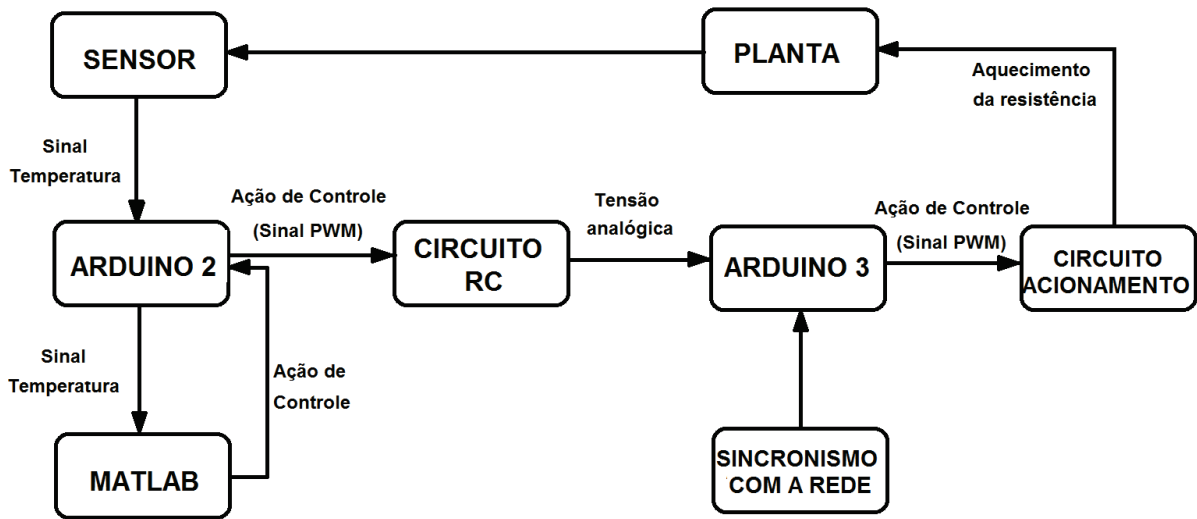 SENSOR
PLANTA
Aquecimento
da resistência
Sinal
Temperatura
Ação de Controle
(Sinal PWM)
Tensão
analógica
Ação de Controle
(Sinal PWM)
ARDUINO 2
CIRCUITO
RC
ARDUINO 3
CIRCUITO
ACIONAMENTO
Sinal
Temperatura
Ação de
Controle
MATLAB
SINCRONISMO
COM A REDE